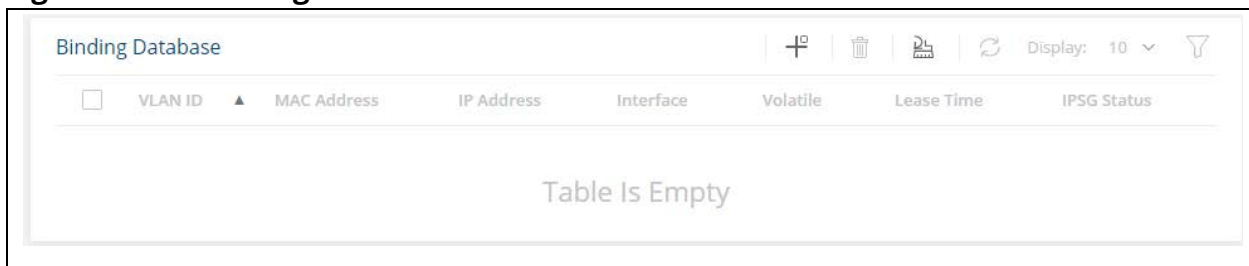 Binding Database Display: 10
VLAN ID ▲ MAC Address IP Address Interface Volatile Lease Time IPSG Status
Table Is Empty